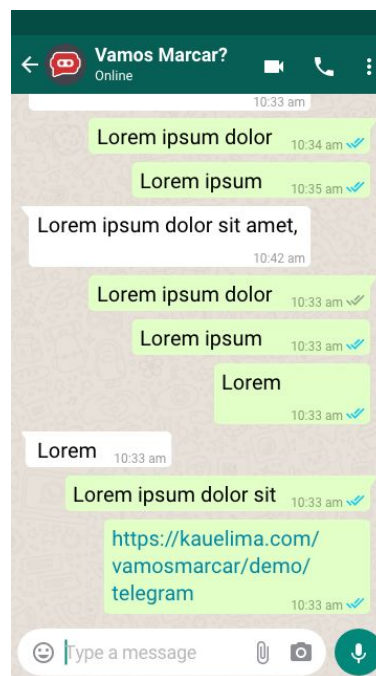 Vamos Marcar?
Online
10:33 am
Lorem ipsum dolor
10:34 am
Lorem ipsum
10:35 am
Lorem ipsum dolor sit amet,
10:42 am
Lorem ipsum dolor
10:33 am
Lorem ipsum
10:33 am
Lorem
10:33 am
Lorem
10:33 am
Lorem ipsum dolor sit
10:33 am
https://kauelima.com/
vamosmarcar/demo/
telegram
10:33 am
Type a message